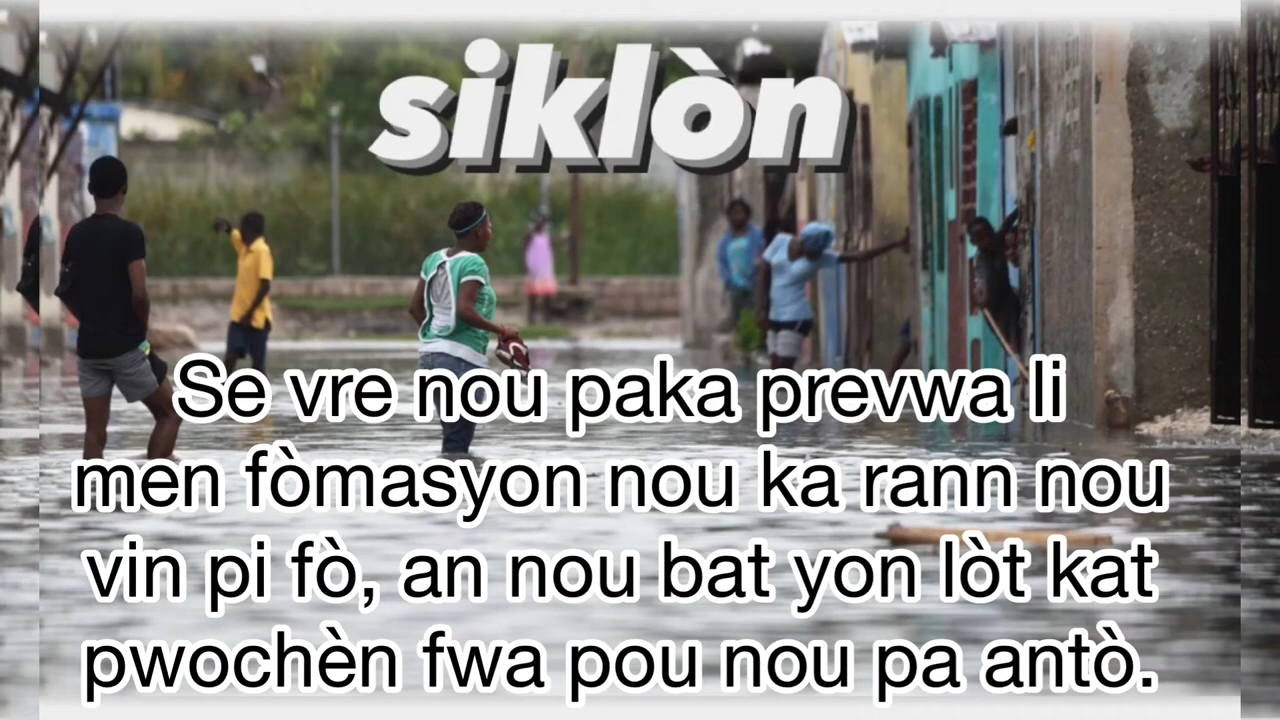 siklòn
Se vre nou paka prevwa li
men fòmasyon nou ka rann nou
vin pi fò, an nou bat yon lòt kat
pwochèn fwa pou nou pa antò.